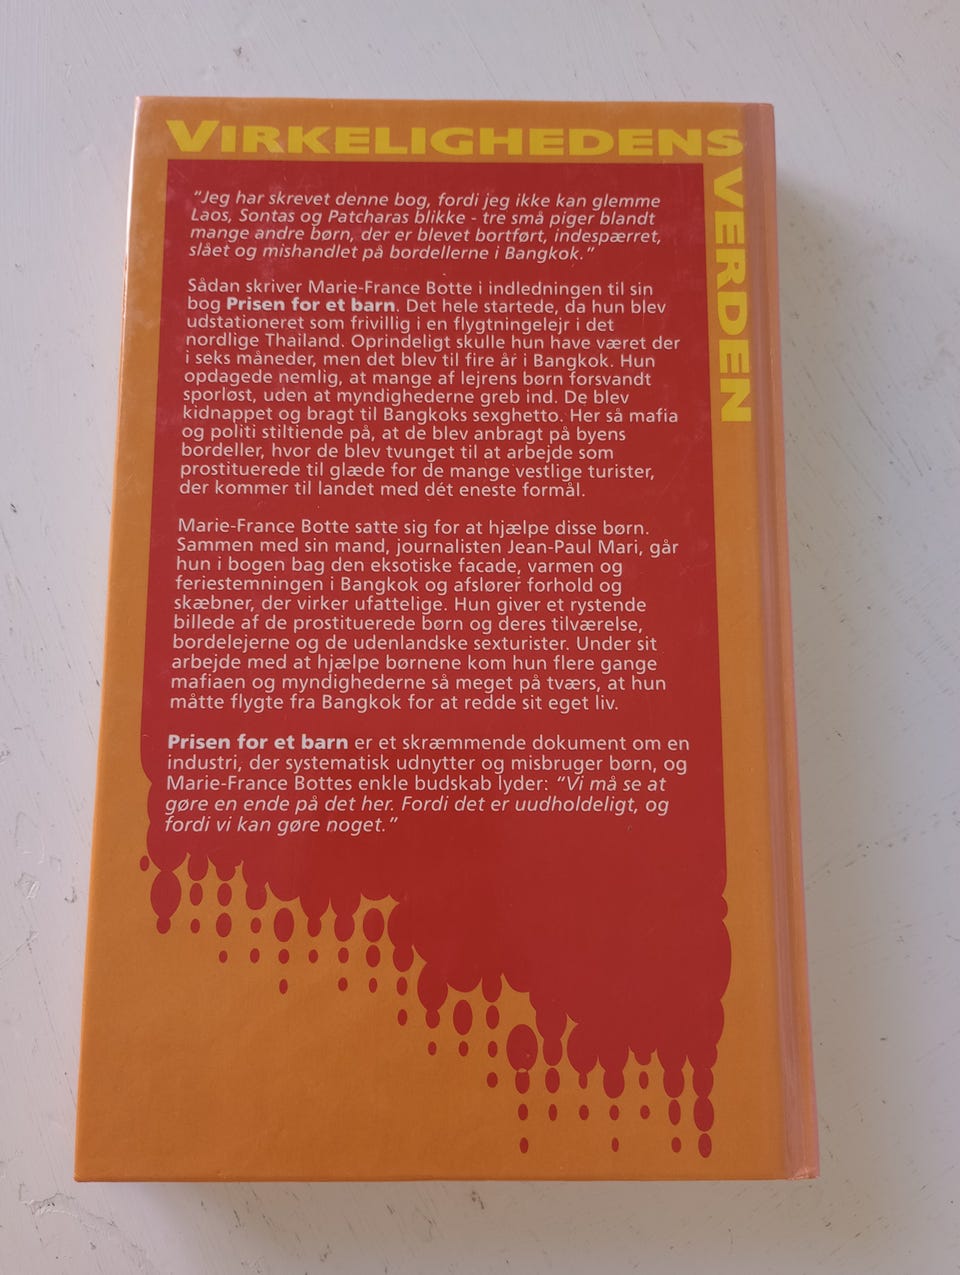 VIRKELIGHEDENS
VERDEN
"Jeg har skrevet denne bog, fordi jeg ikke kan glemme
Laos, Sontas og Patcharas blikke - tre små piger blandt
mange andre børn, der er blevet bortført, indespærret,
slået og mishandlet på bordellerne i Bangkok."
Sådan skriver Marie-France Botte i indledningen til sin
bog Prisen for et barn. Det hele startede, da hun blev
udstationeret som frivillig i en flygtningelejr i det
nordlige Thailand. Oprindeligt skulle hun have været der
i seks måneder, men det blev til fire år i Bangkok. Hun
opdagede nemlig, at mange af lejrens børn forsvandt
sporløst, uden at myndighederne greb ind. De blev
kidnappet og bragt til Bangkoks sexghetto. Her så mafia
og politi stiltiende på, at de blev anbragt på byens
bordeller, hvor de blev tvunget til at arbejde som
prostituerede til glæde for de mange vestlige turister,
der kommer til landet med dét eneste formål.
Marie-France Botte satte sig for at hjælpe disse børn.
Sammen med sin mand, journalisten Jean-Paul Mari, går
hun i bogen bag den eksotiske facade, varmen og
feriestemningen i Bangkok og afslører forhold og
skæbner, der virker ufattelige. Hun giver et rystende
billede af de prostituerede børn og deres tilværelse,
bordelejerne og de udenlandske sexturister. Under sit
arbejde med at hjælpe børnene kom hun flere gange
mafiaen og myndighederne så meget på tværs, at hun
måtte flygte fra Bangkok for at redde sit eget liv.
Prisen for et barn er et skræmmende dokument om en
industri, der systematisk udnytter og misbruger børn, og
Marie-France Bottes enkle budskab lyder: "Vi må se at
gøre en ende på det her. Fordi det er uudholdeligt, og
fordi vi kan gøre noget."